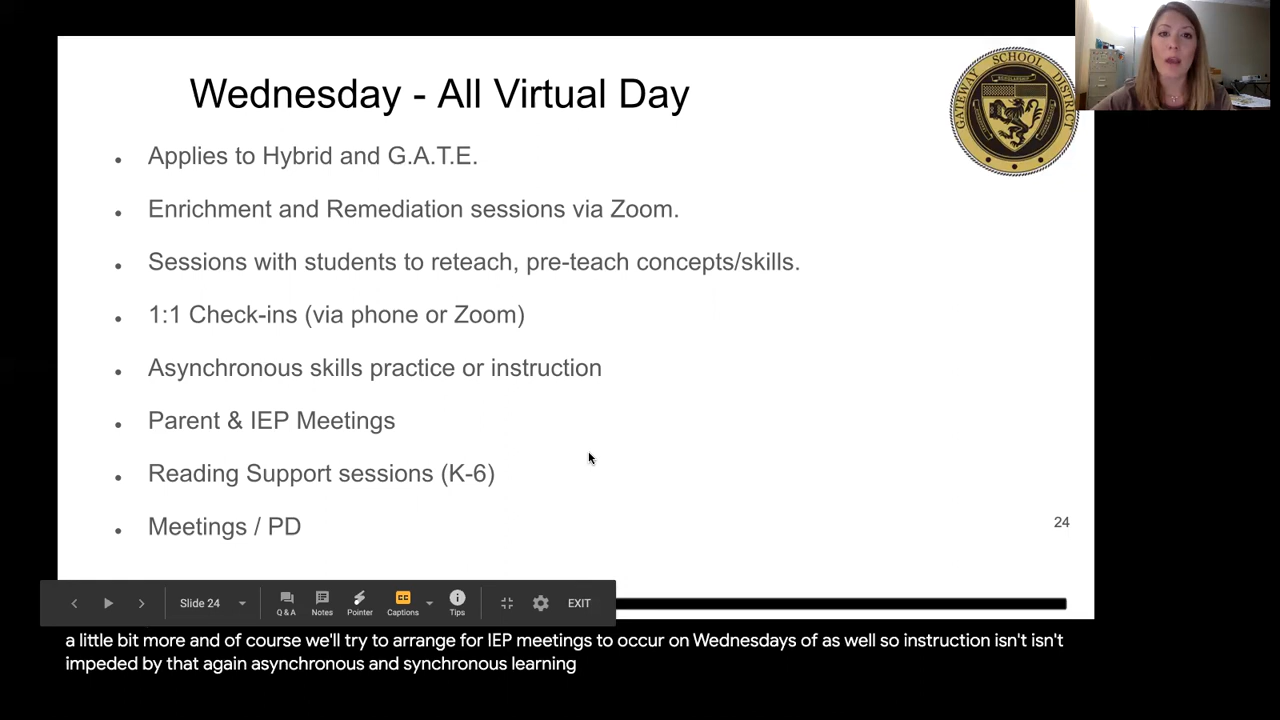 Wednesday - All Virtual Day
GATEWAY SCHOOL DISTRICT
SCHOLARSHIP
Applies to Hybrid and G.A.T.E.
Enrichment and Remediation sessions via Zoom.
Sessions with students to reteach, pre-teach concepts/skills.
1:1 Check-ins (via phone or Zoom)
Asynchronous skills practice or instruction
Parent & IEP Meetings
Reading Support sessions (K-6)
Meetings / PD
24
Slide 24
Q & A
Notes
Pointer
CC
Captions
Tips
EXIT
a little bit more and of course we'll try to arrange for IEP meetings to occur on Wednesdays of as well so instruction isn't isn't
impeded by that again asynchronous and synchronous learning